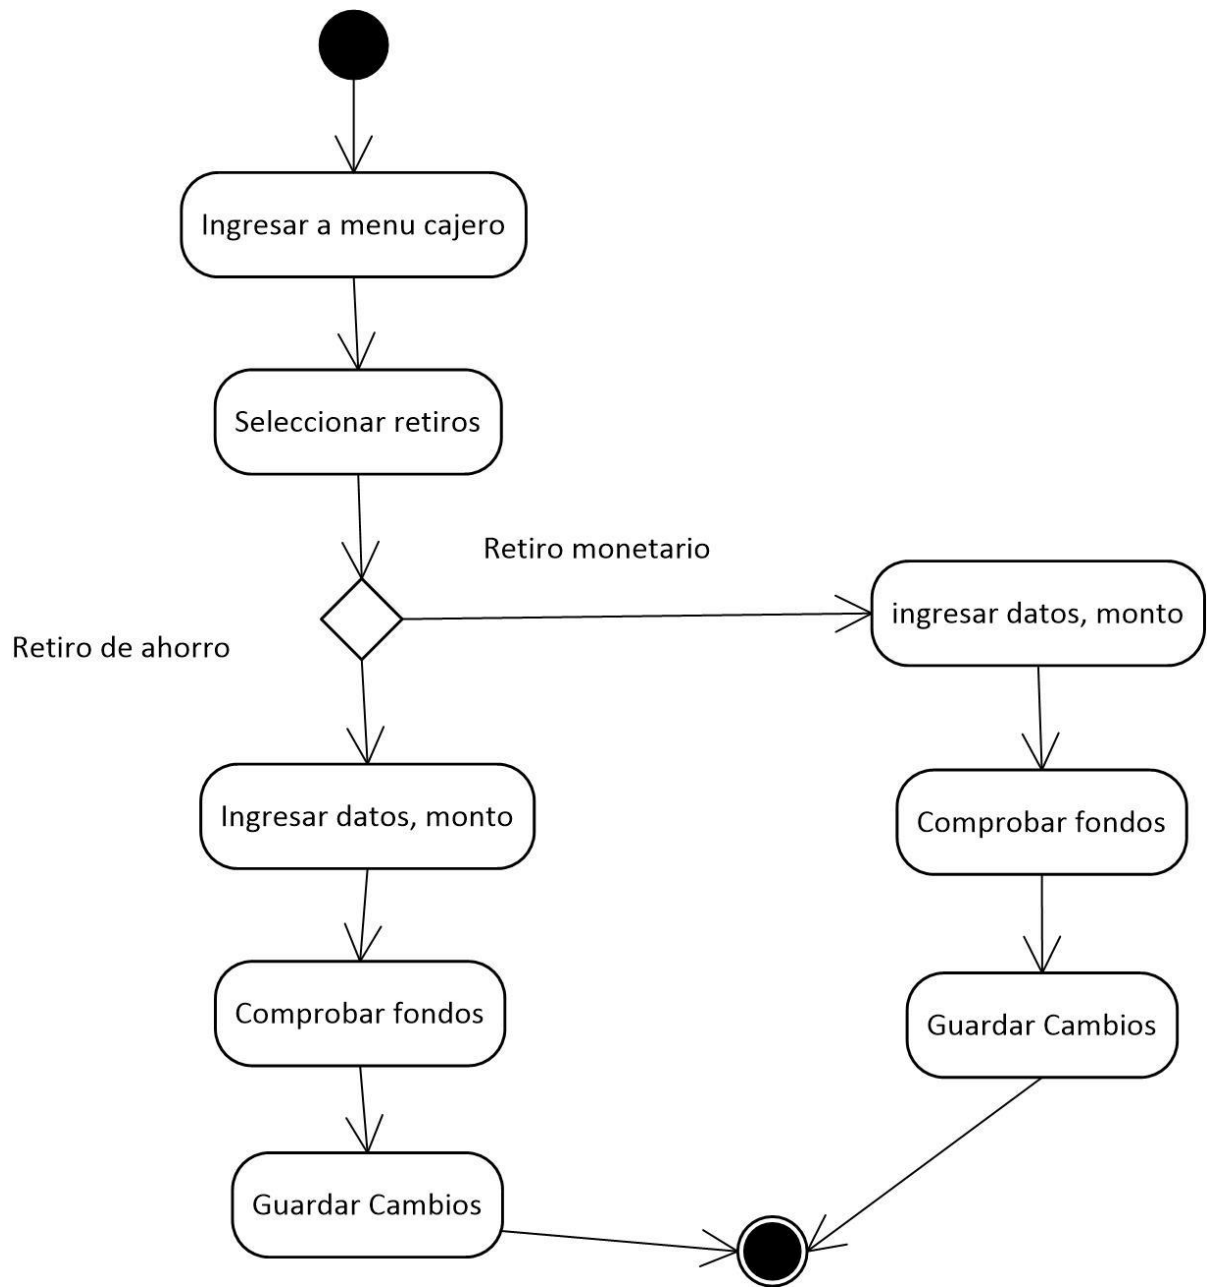 Ingresar a menu cajero
Seleccionar retiros
Retiro monetario
ingresar datos, monto
Retiro de ahorro
Ingresar datos, monto
Comprobar fondos
Comprobar fondos
Guardar Cambios
Guardar Cambios